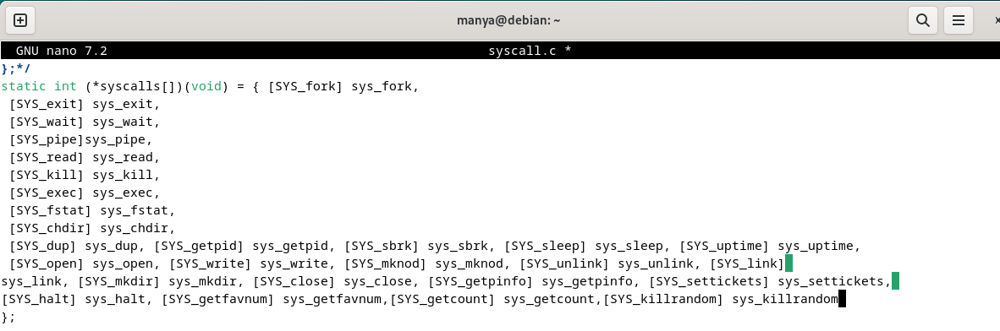 manya@debian: ~
GNU nano 7.2 syscall.c *
};*/
static int (*syscalls[])(void) = { [SYS_fork] sys_fork,
[SYS_exit] sys_exit,
[SYS_wait] sys_wait,
[SYS_pipe]sys_pipe,
[SYS_read] sys_read,
[SYS_kill] sys_kill,
[SYS_exec] sys_exec,
[SYS_fstat] sys_fstat,
[SYS_chdir] sys_chdir,
[SYS_dup] sys_dup, [SYS_getpid] sys_getpid, [SYS_sbrk] sys_sbrk, [SYS_sleep] sys_sleep, [SYS_uptime] sys_uptime,
[SYS_open] sys_open, [SYS_write] sys_write, [SYS_mknod] sys_mknod, [SYS_unlink] sys_unlink, [SYS_link]
sys_link, [SYS_mkdir] sys_mkdir, [SYS_close] sys_close, [SYS_getpinfo] sys_getpinfo, [SYS_settickets] sys_settickets,
[SYS_halt] sys_halt, [SYS_getfavnum] sys_getfavnum,[SYS_getcount] sys_getcount,[SYS_killrandom] sys_killrandom
};